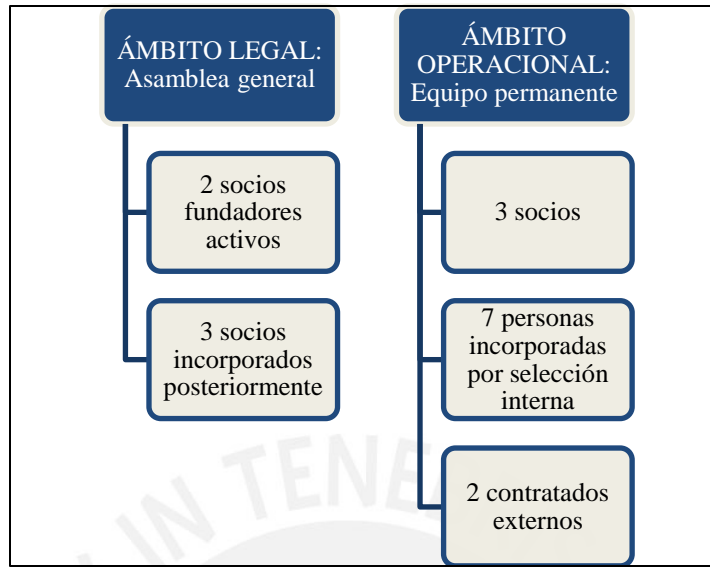 ÁMBITO LEGAL:
Asamblea general
2 socios
fundadores
activos
3 socios
incorporados
posteriormente
ÁMBITO
OPERACIONAL:
Equipo permanente
3 socios
7 personas
incorporadas
por selección
interna
2 contratados
externos